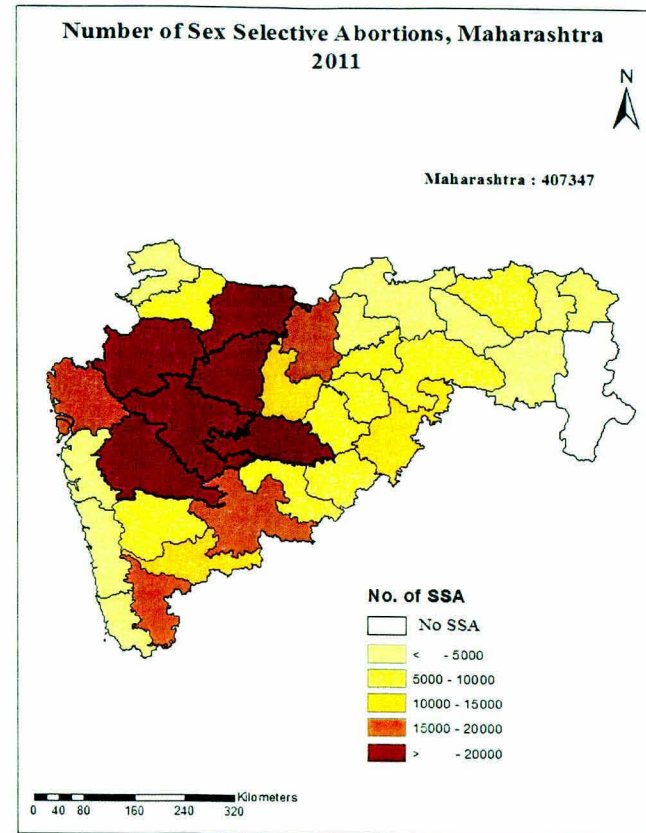 Number of Sex Selective Abortions, Maharashtra
2011
N
Maharashtra : 407347
No. of SSA
No SSA
< - 5000
5000 - 10000
10000 - 15000
15000 - 20000
> - 20000
Kilometers
0 40 80 160 240 320